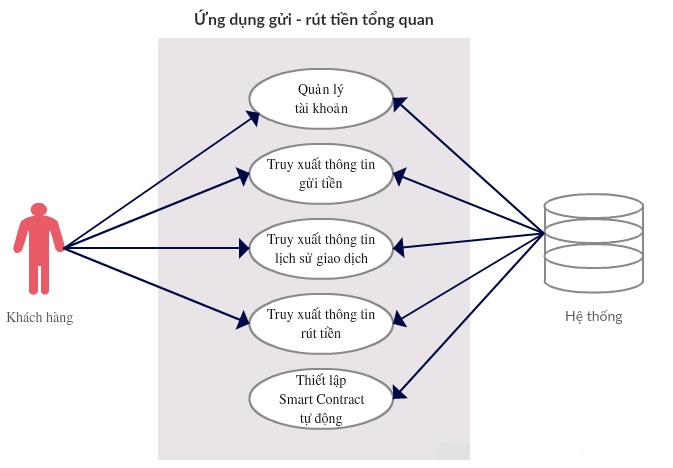 Ứng dụng gửi - rút tiền tổng quan
Quản lý
tài khoản
Truy xuất thông tin
gửi tiền
Truy xuất thông tin
lịch sử giao dịch
Truy xuất thông tin
rút tiền
Thiết lập
Smart Contract
tự động
Khách hàng
Hệ thống